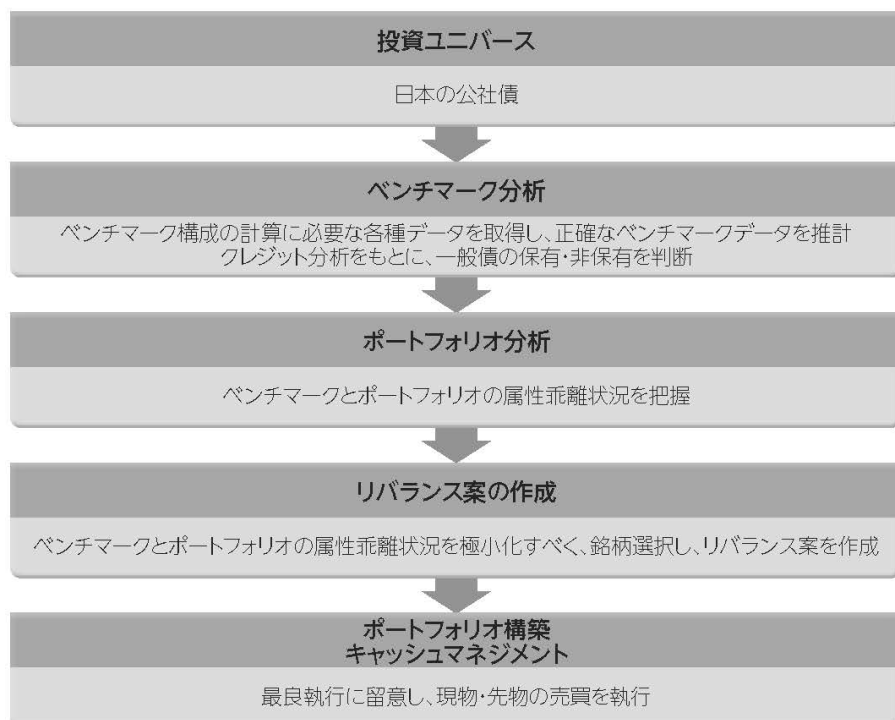 投資ユニバース
日本の公社債
ベンチマーク分析
ベンチマーク構成の計算に必要な各種データを取得し、正確なベンチマークデータを推計
クレジット分析をもとに、一般債の保有・非保有を判断
ポートフォリオ分析
ベンチマークとポートフォリオの属性乖離状況を把握
リバランス案の作成
ベンチマークとポートフォリオの属性乖離状況を極小化すべく、銘柄選択し、リバランス案を作成
ポートフォリオ構築
キャッシュマネジメント
最良執行に留意し、現物・先物の売買を執行